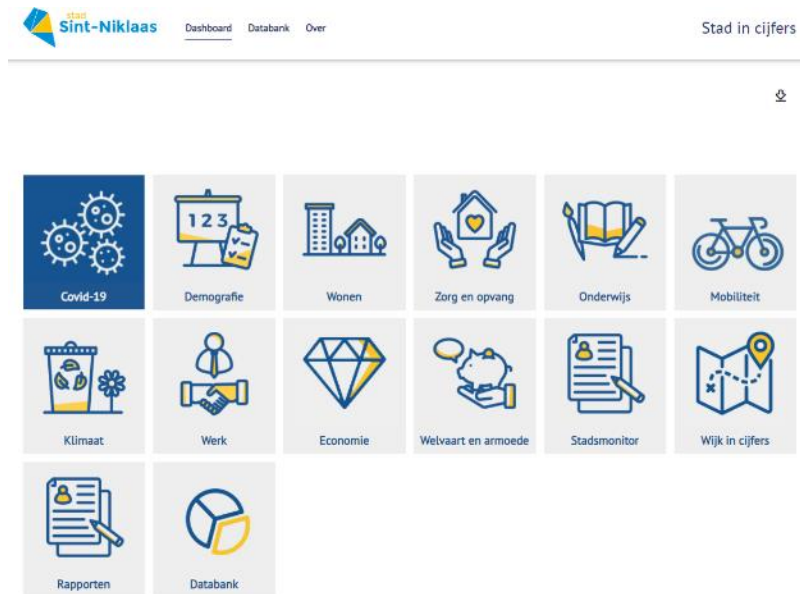 stad
Sint-Niklaas
Dashboard Databank Over
Stad in cijfers
123
Covid-19 Demografie Wonen Zorg en opvang Onderwijs Mobiliteit
Klimaat Werk Economie Welvaart en armoede Stadsmonitor Wijk in cijfers
Rapporten Databank